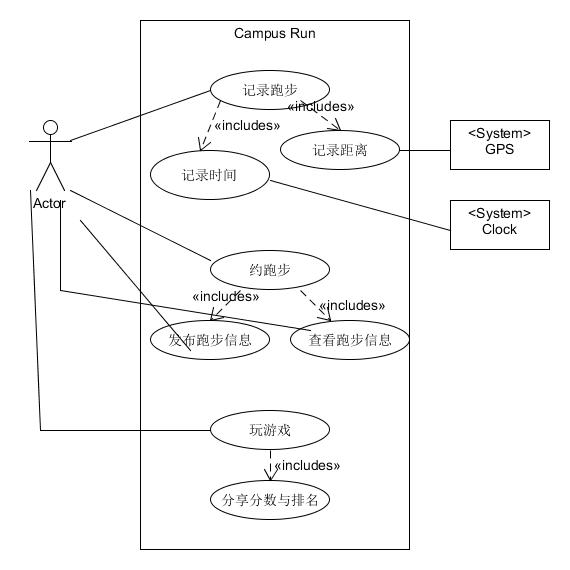 Campus Run
记录跑步
«includes»
«includes»
记录距离
<System>
GPS
记录时间
Actor
<System>
Clock
约跑步
«includes»
«includes»
发布跑步信息
查看跑步信息
玩游戏
«includes»
分享分数与排名